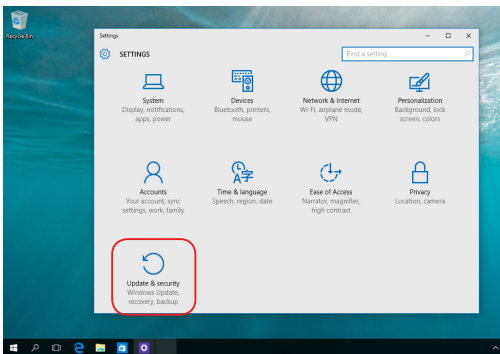 Recycle Bin
Settings
SETTINGS
Find a setting
System
Display, notifications,
apps, power
Devices
Bluetooth, printers,
mouse
Network & Internet
Wi-Fi, airplane mode,
VPN
Personalization
Background, lock
screen, colors
Accounts
Your account, sync
settings, work, family
Time & language
Speech, region, date
Ease of Access
Narrator, magnifier,
high contrast
Privacy
Location, camera
Update & security
Windows Update,
recovery, backup